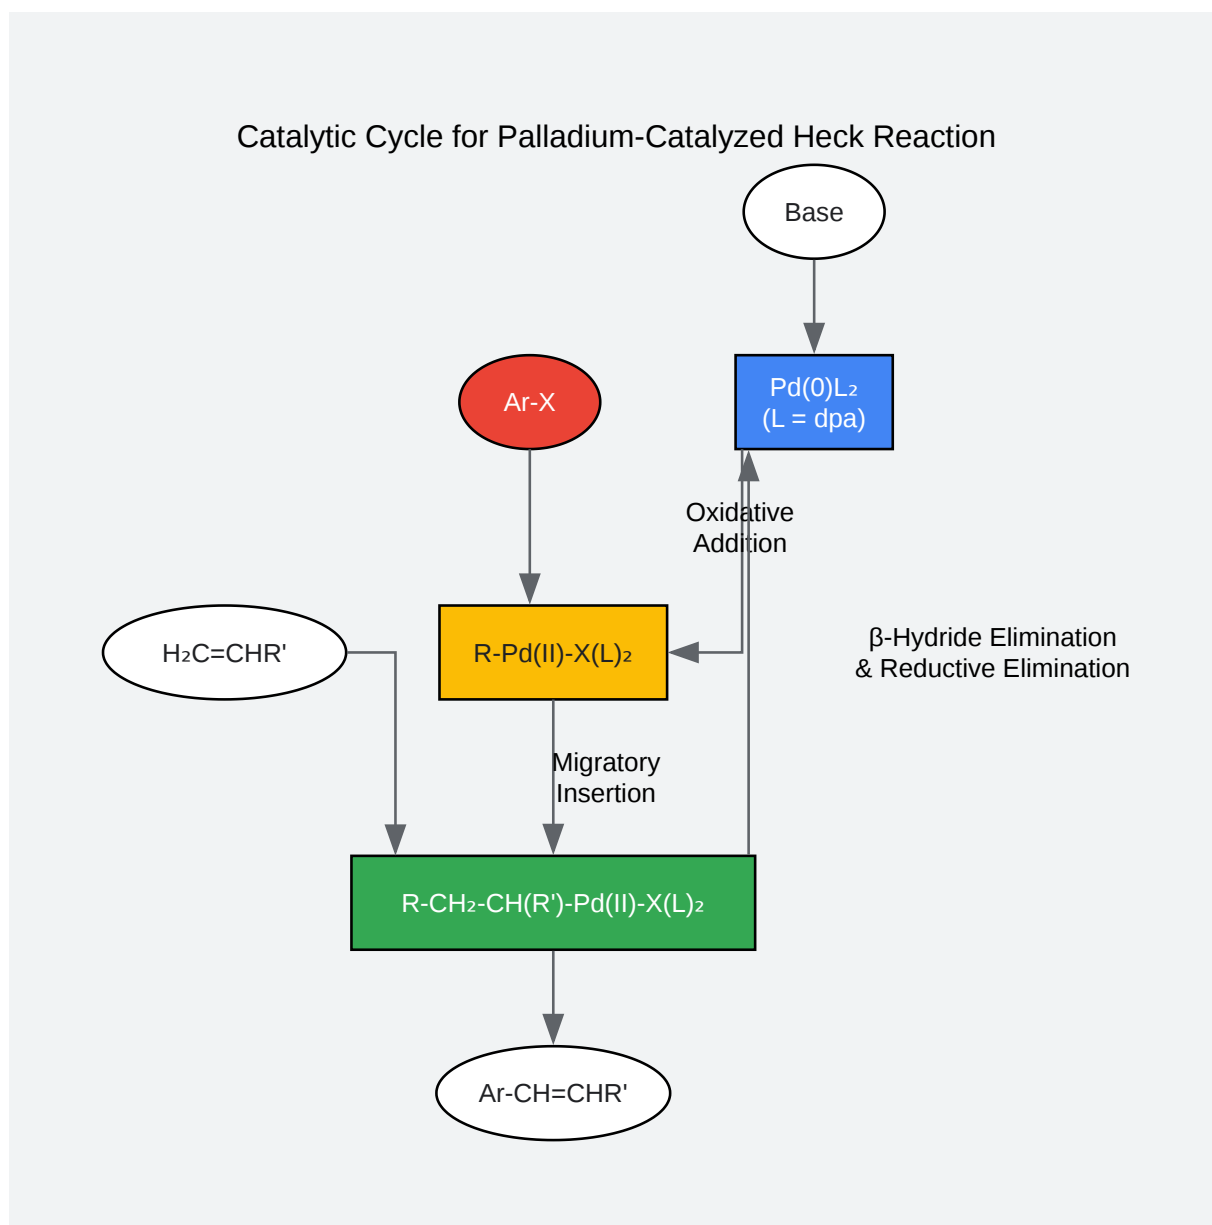 Catalytic Cycle for Palladium-Catalyzed Heck Reaction
Base
Pd(0)L₂
(L = dpa)
Ar-X
Oxidative
Addition
H₂C=CHR'
R-Pd(II)-X(L)₂
β-Hydride Elimination
& Reductive Elimination
Migratory
Insertion
R-CH₂-CH(R')-Pd(II)-X(L)₂
Ar-CH=CHR'